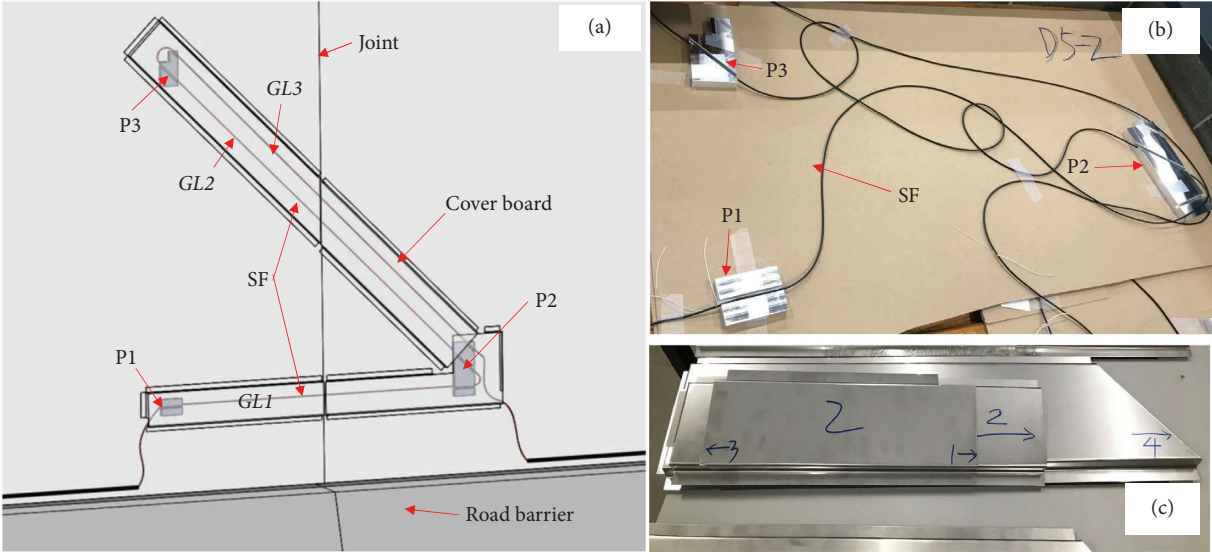 (a)
Joint
GL3
P3
GL2
Cover board
SF
P2
P1
GL1
Road barrier
(b)
D5-2
P3
P2
SF
P1
2
2
←3
1→
4
(c)